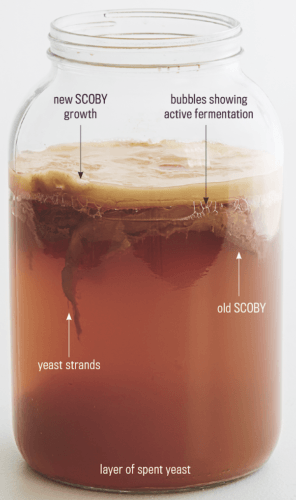 new SCOBY
growth
bubbles showing
active fermentation
old SCOBY
yeast strands
layer of spent yeast